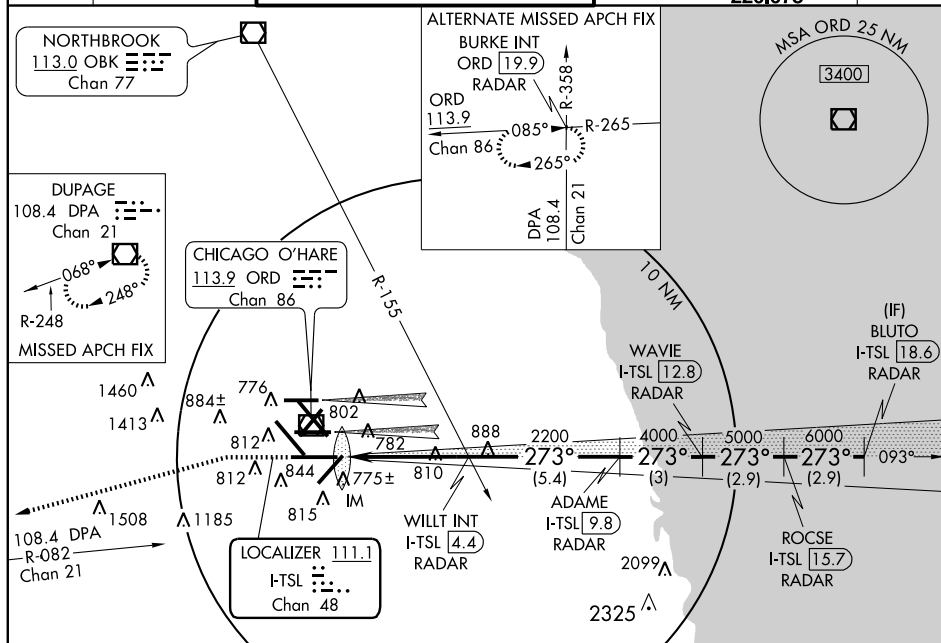 NORTHBROOK
113.0 OBK
Chan 77
ALTERNATE MISSED APCH FIX
BURKE INT
ORD 19.9
RADAR
R-358
ORD
113.9
Chan 86
085°
R-265
265°
DPA
108.4
Chan 21
MSA ORD 25 NM
3400
DUPAGE
108.4 DPA
Chan 21
068°
248°
R-248
MISSED APCH FIX
CHICAGO O'HARE
113.9 ORD
Chan 86
R-155
10 NM
(IF)
BLUTO
I-TSL 18.6
RADAR
WAVIE
I-TSL 12.8
RADAR
1460
1413
884±
776
802
812
782
888
2200
4000
5000
6000
812
844
775±
810
273°
273°
273°
273°
093°
(5.4)
(3)
(2.9)
(2.9)
815
IM
1508
1185
108.4 DPA
R-082
Chan 21
LOCALIZER 111.1
I-TSL
Chan 48
WILLT INT
I-TSL 4.4
RADAR
ADAME
I-TSL 9.8
RADAR
ROCSE
I-TSL 15.7
RADAR
2099
2325